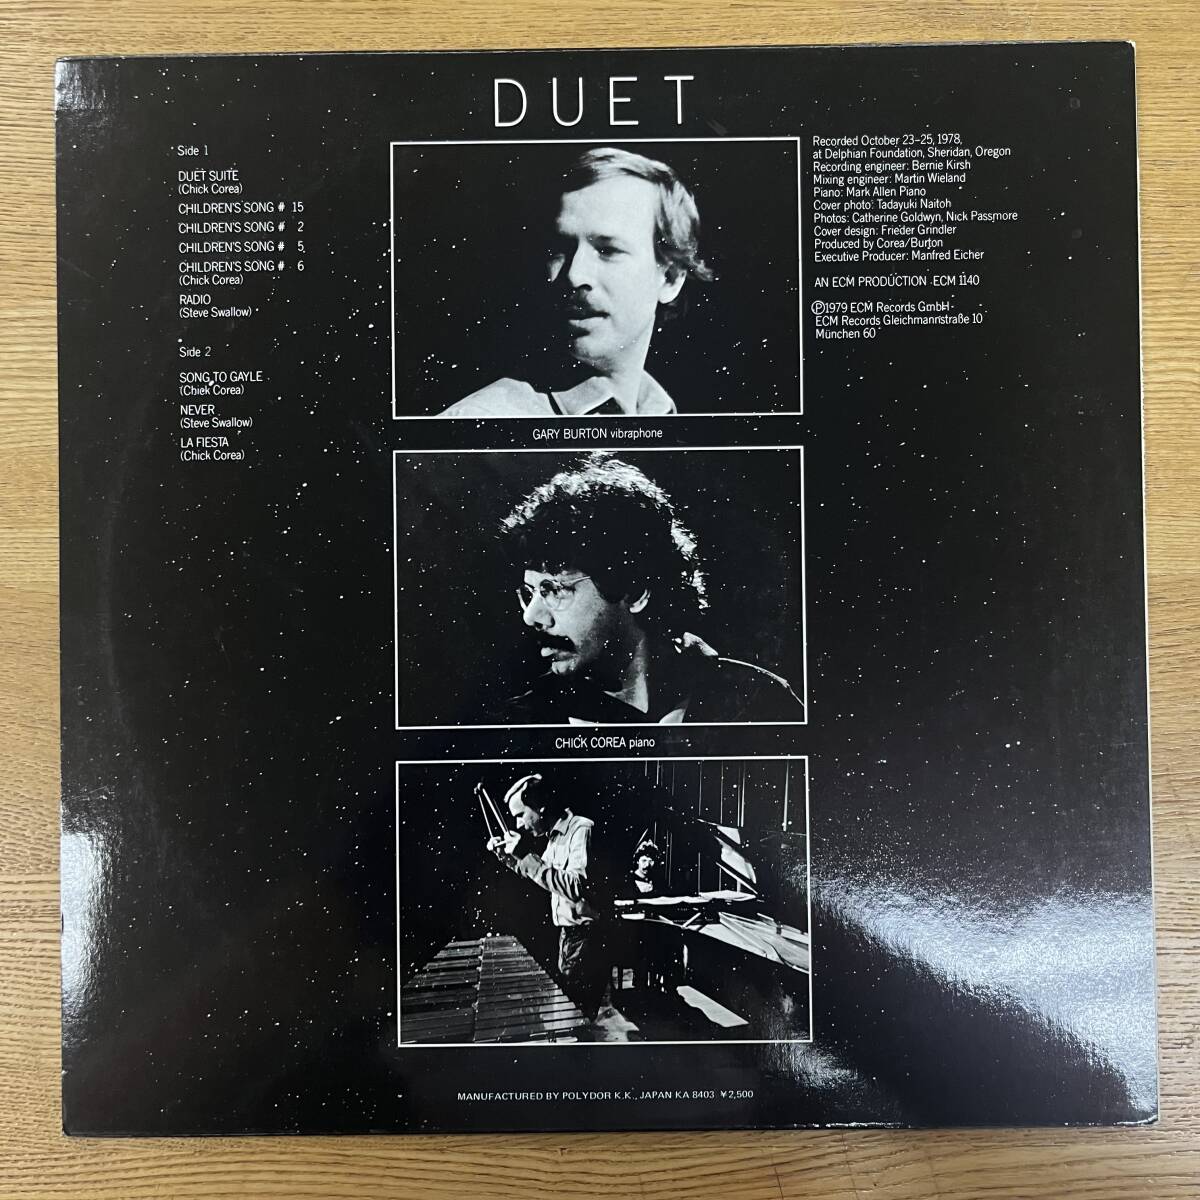 DUET
Side 1
DUET SUITE
(Chick Corea)
CHILDREN'S SONG # 15
CHILDREN'S SONG # 2
CHILDREN'S SONG # 5
CHILDREN'S SONG # 6
(Chick Corea)
RADIO
(Steve Swallow)
Side 2
SONG TO GAYLE
(Chick Corea)
NEVER
(Steve Swallow)
LA FIESTA
(Chick Corea)
GARY BURTON vibraphone
CHICK COREA piano
Recorded October 23-25, 1978,
at Delphian Foundation, Sheridan, Oregon
Recording engineer: Bernie Kirsh
Mixing engineer: Martin Wieland
Piano: Mark Allen Piano
Cover photo: Tadayuki Naitoh
Photos: Catherine Goldwyn, Nick Passmore
Cover design: Frieder Grindler
Produced by Corea/Burton
Executive Producer: Manfred Eicher
AN ECM PRODUCTION ECM 1140
Ⓟ1979 ECM Records GmbH
ECM Records Gleichmannstraße 10
München 60
MANUFACTURED BY POLYDOR K.K., JAPAN KA 8403 ¥2,500